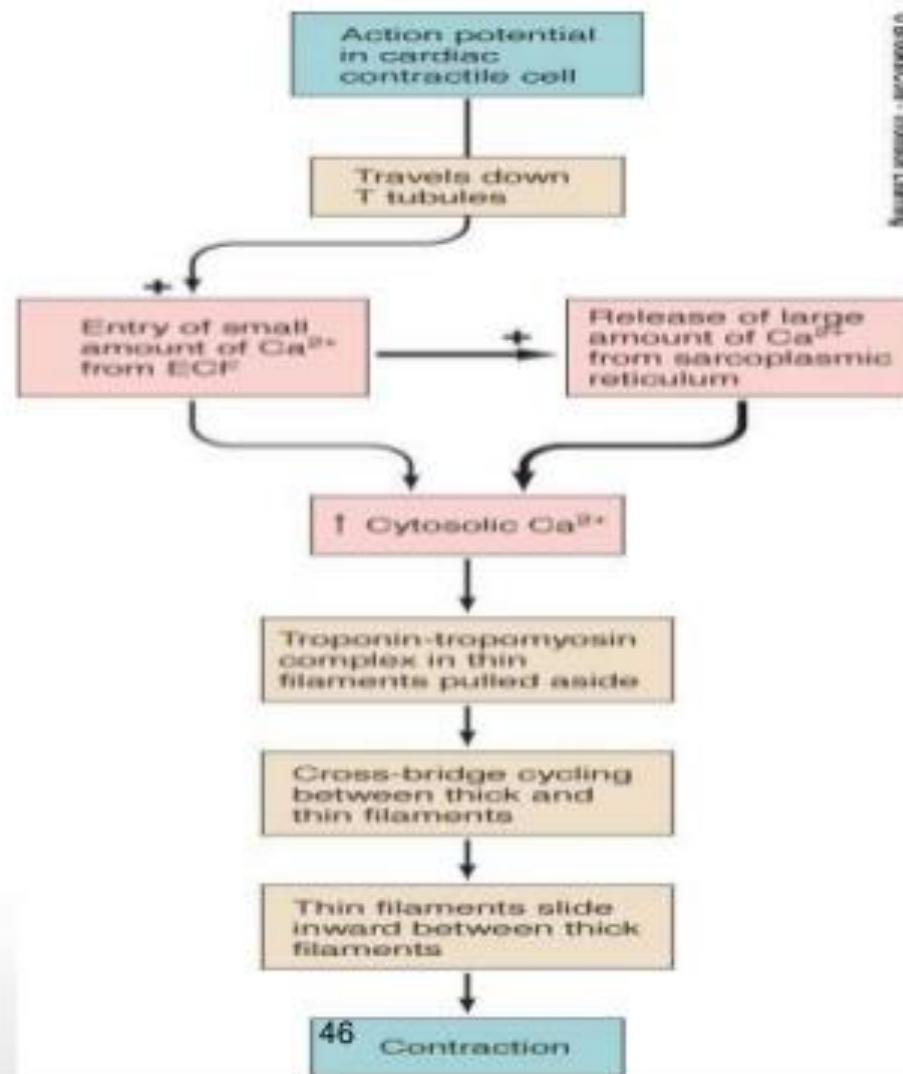 Action potential
in cardiac
contractile cell
Travels down
T tubules
+
Entry of small
amount of Ca²⁺
from ECF
+
Release of large
amount of Ca²⁺
from sarcoplasmic
reticulum
↑ Cytosolic Ca²⁺
Troponin-tropomyosin
complex in thin
filaments pulled aside
Cross-bridge cycling
between thick and
thin filaments
Thin filaments slide
inward between thick
filaments
46
Contraction